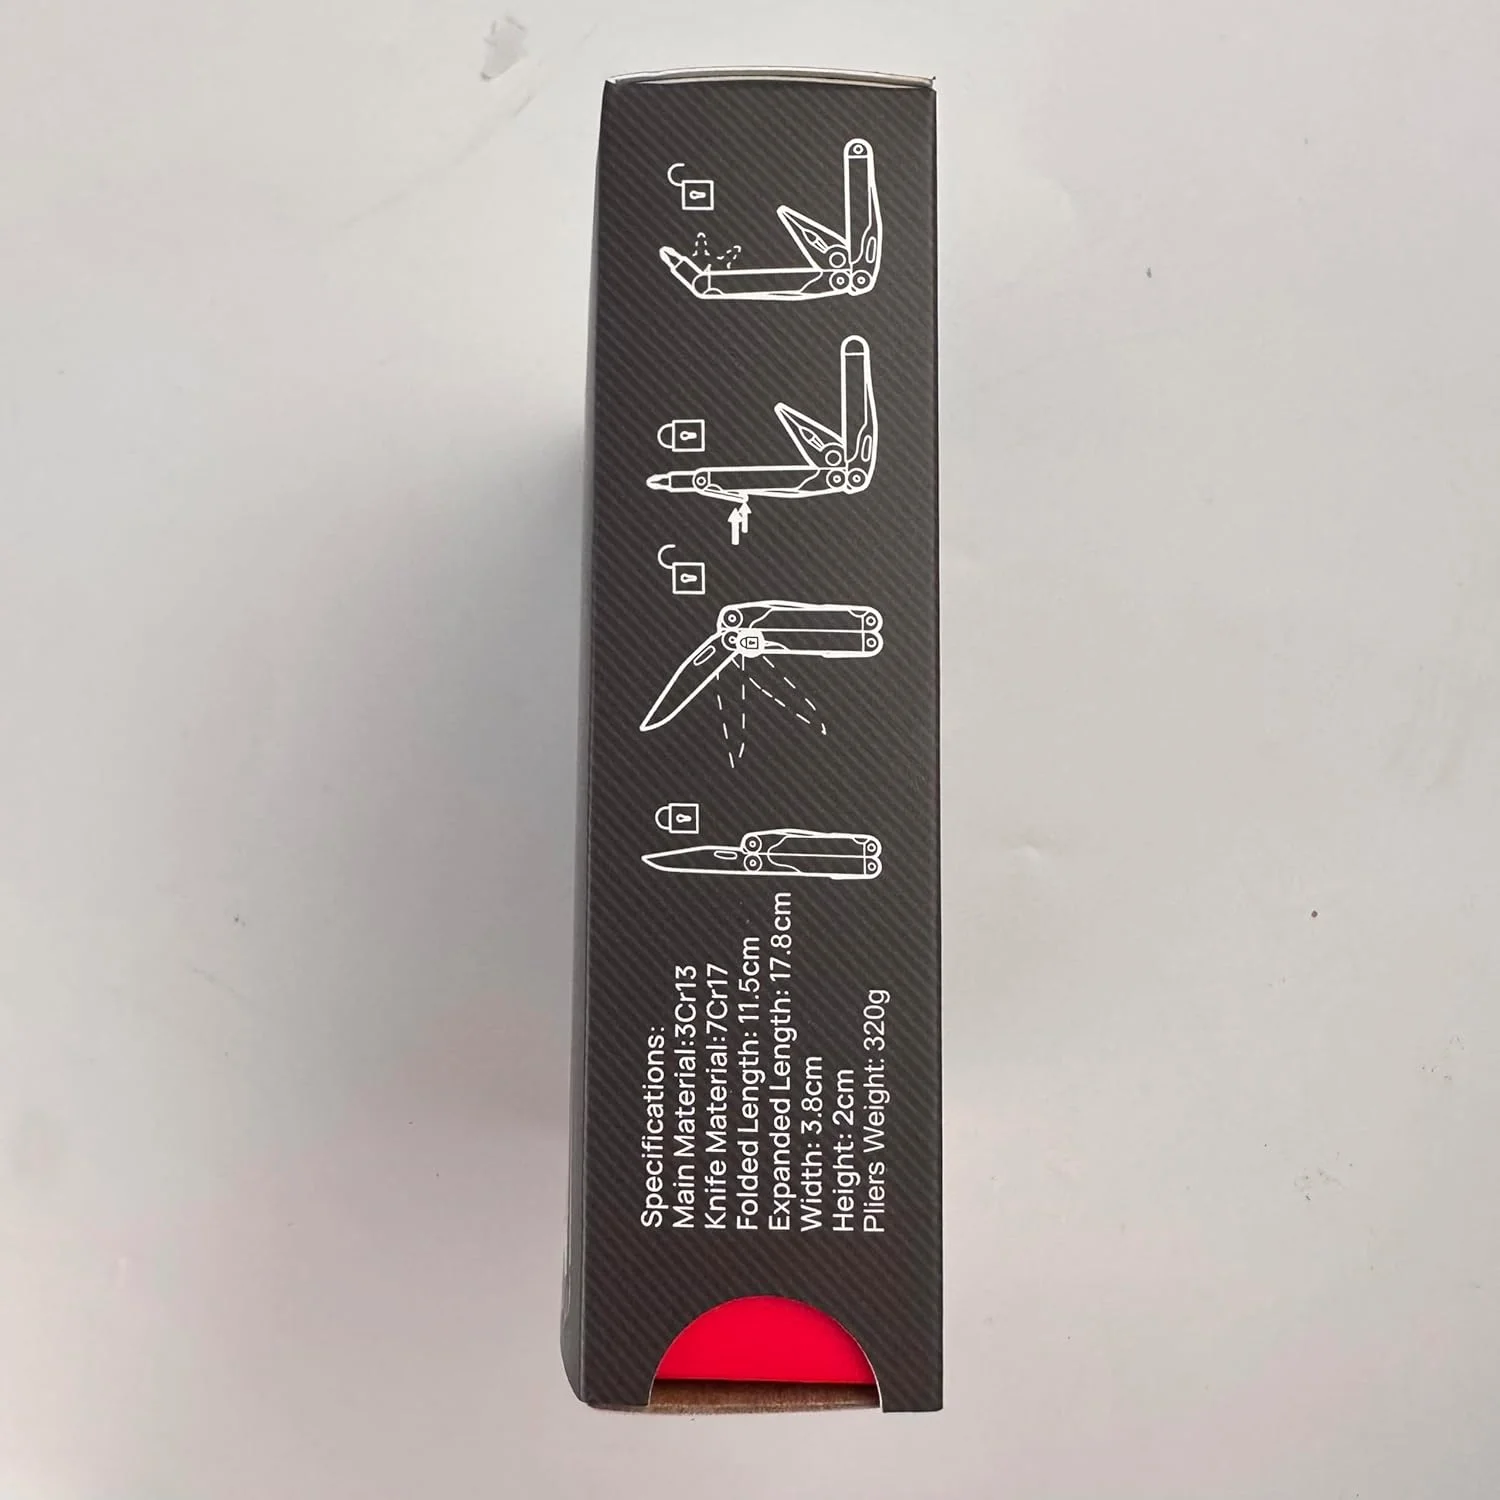 Specifications:
Main Material:3Cr13
Knife Material:7Cr17
Folded Length: 11.5cm
Expanded Length: 17.8cm
Width: 3.8cm
Height: 2cm
Pliers Weight: 320g